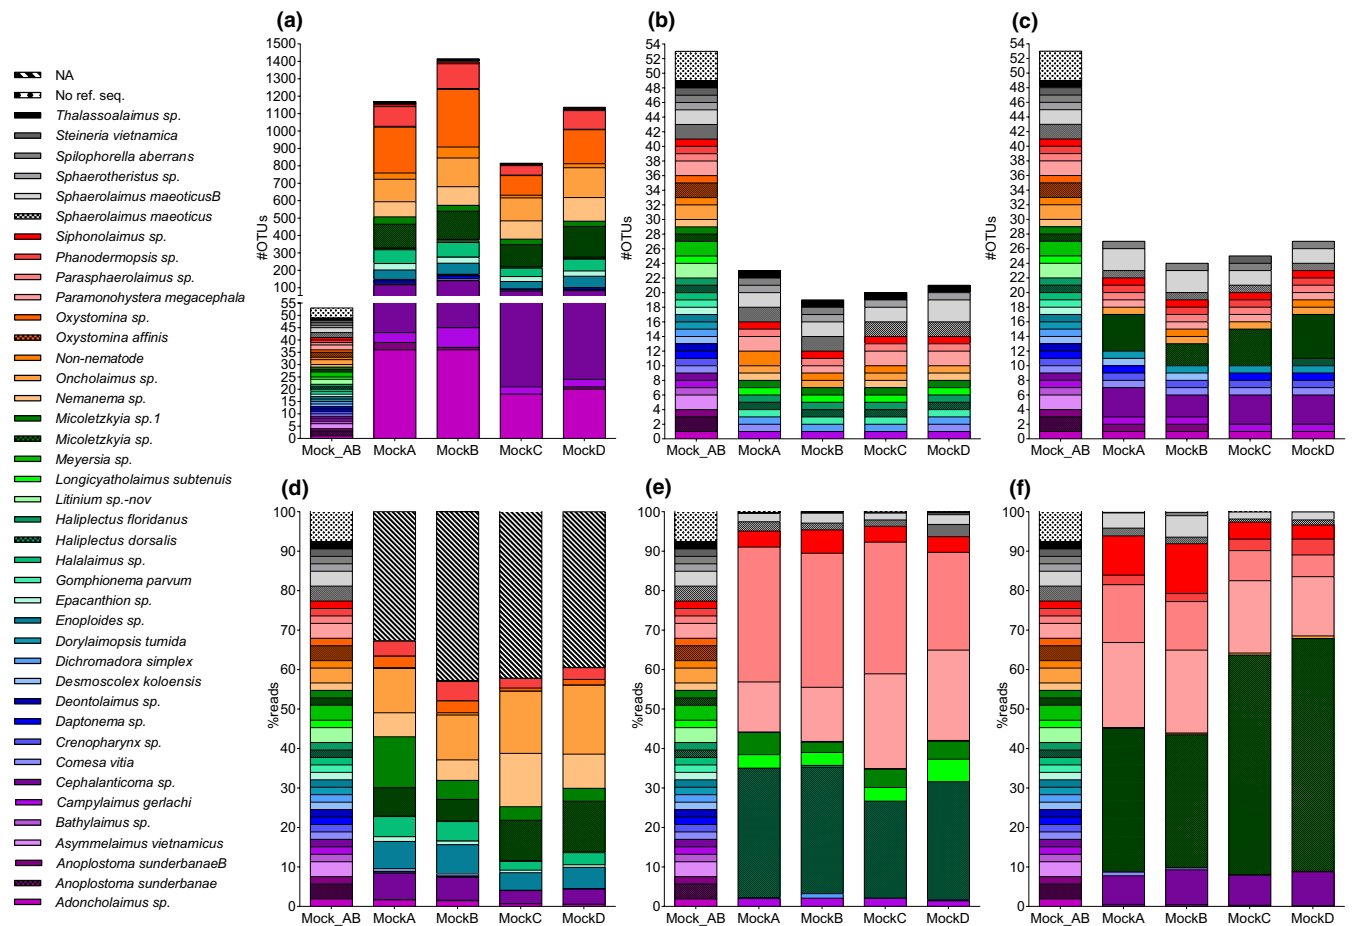 (a)
(b)
(c)
NA
No ref. seq.
Thalassoalaimus sp.
Steineria vietnamica
Spilophorella aberrans
Sphaerotheristus sp.
Sphaerolaimus maeoticusB
Sphaerolaimus maeoticus
Siphonolaimus sp.
Phanodermopsis sp.
Parasphaerolaimus sp.
Paramonohystera megacephala
Oxystomina sp.
Oxystomina affinis
Non-nematode
Oncholaimus sp.
Nemanema sp.
Micoletzkyia sp.1
Micoletzkyia sp.
Meyersia sp.
Longicyatholaimus subtenuis
Litinium sp.-nov
Haliplectus floridanus
Haliplectus dorsalis
Halalaimus sp.
Gomphionema parvum
Epacanthion sp.
Enoploides sp.
Dorylaimopsis tumida
Dichromadora simplex
Desmoscolex koloensis
Deontolaimus sp.
Daptonema sp.
Crenopharynx sp.
Comesa vitia
Cephalanticoma sp.
Campylaimus gerlachi
Bathylaimus sp.
Asymmelaimus vietnamicus
Anoplostoma sunderbanaeB
Anoplostoma sunderbanae
Adoncholaimus sp.
#OTUs
1500
1400
1300
1200
1100
1000
900
800
700
600
500
400
300
200
100
55
50
45
40
35
30
25
20
15
10
5
0
Mock_AB MockA MockB MockC MockD
#OTUs
54
52
50
48
46
44
42
40
38
36
34
32
30
28
26
24
22
20
18
16
14
12
10
8
6
4
2
0
Mock_AB MockA MockB MockC MockD
#OTUs
54
52
50
48
46
44
42
40
38
36
34
32
30
28
26
24
22
20
18
16
14
12
10
8
6
4
2
0
Mock_AB MockA MockB MockC MockD
(d)
%reads
100
90
80
70
60
50
40
30
20
10
0
Mock_AB MockA MockB MockC MockD
(e)
%reads
100
90
80
70
60
50
40
30
20
10
0
Mock_AB MockA MockB MockC MockD
(f)
%reads
100
90
80
70
60
50
40
30
20
10
0
Mock_AB MockA MockB MockC MockD